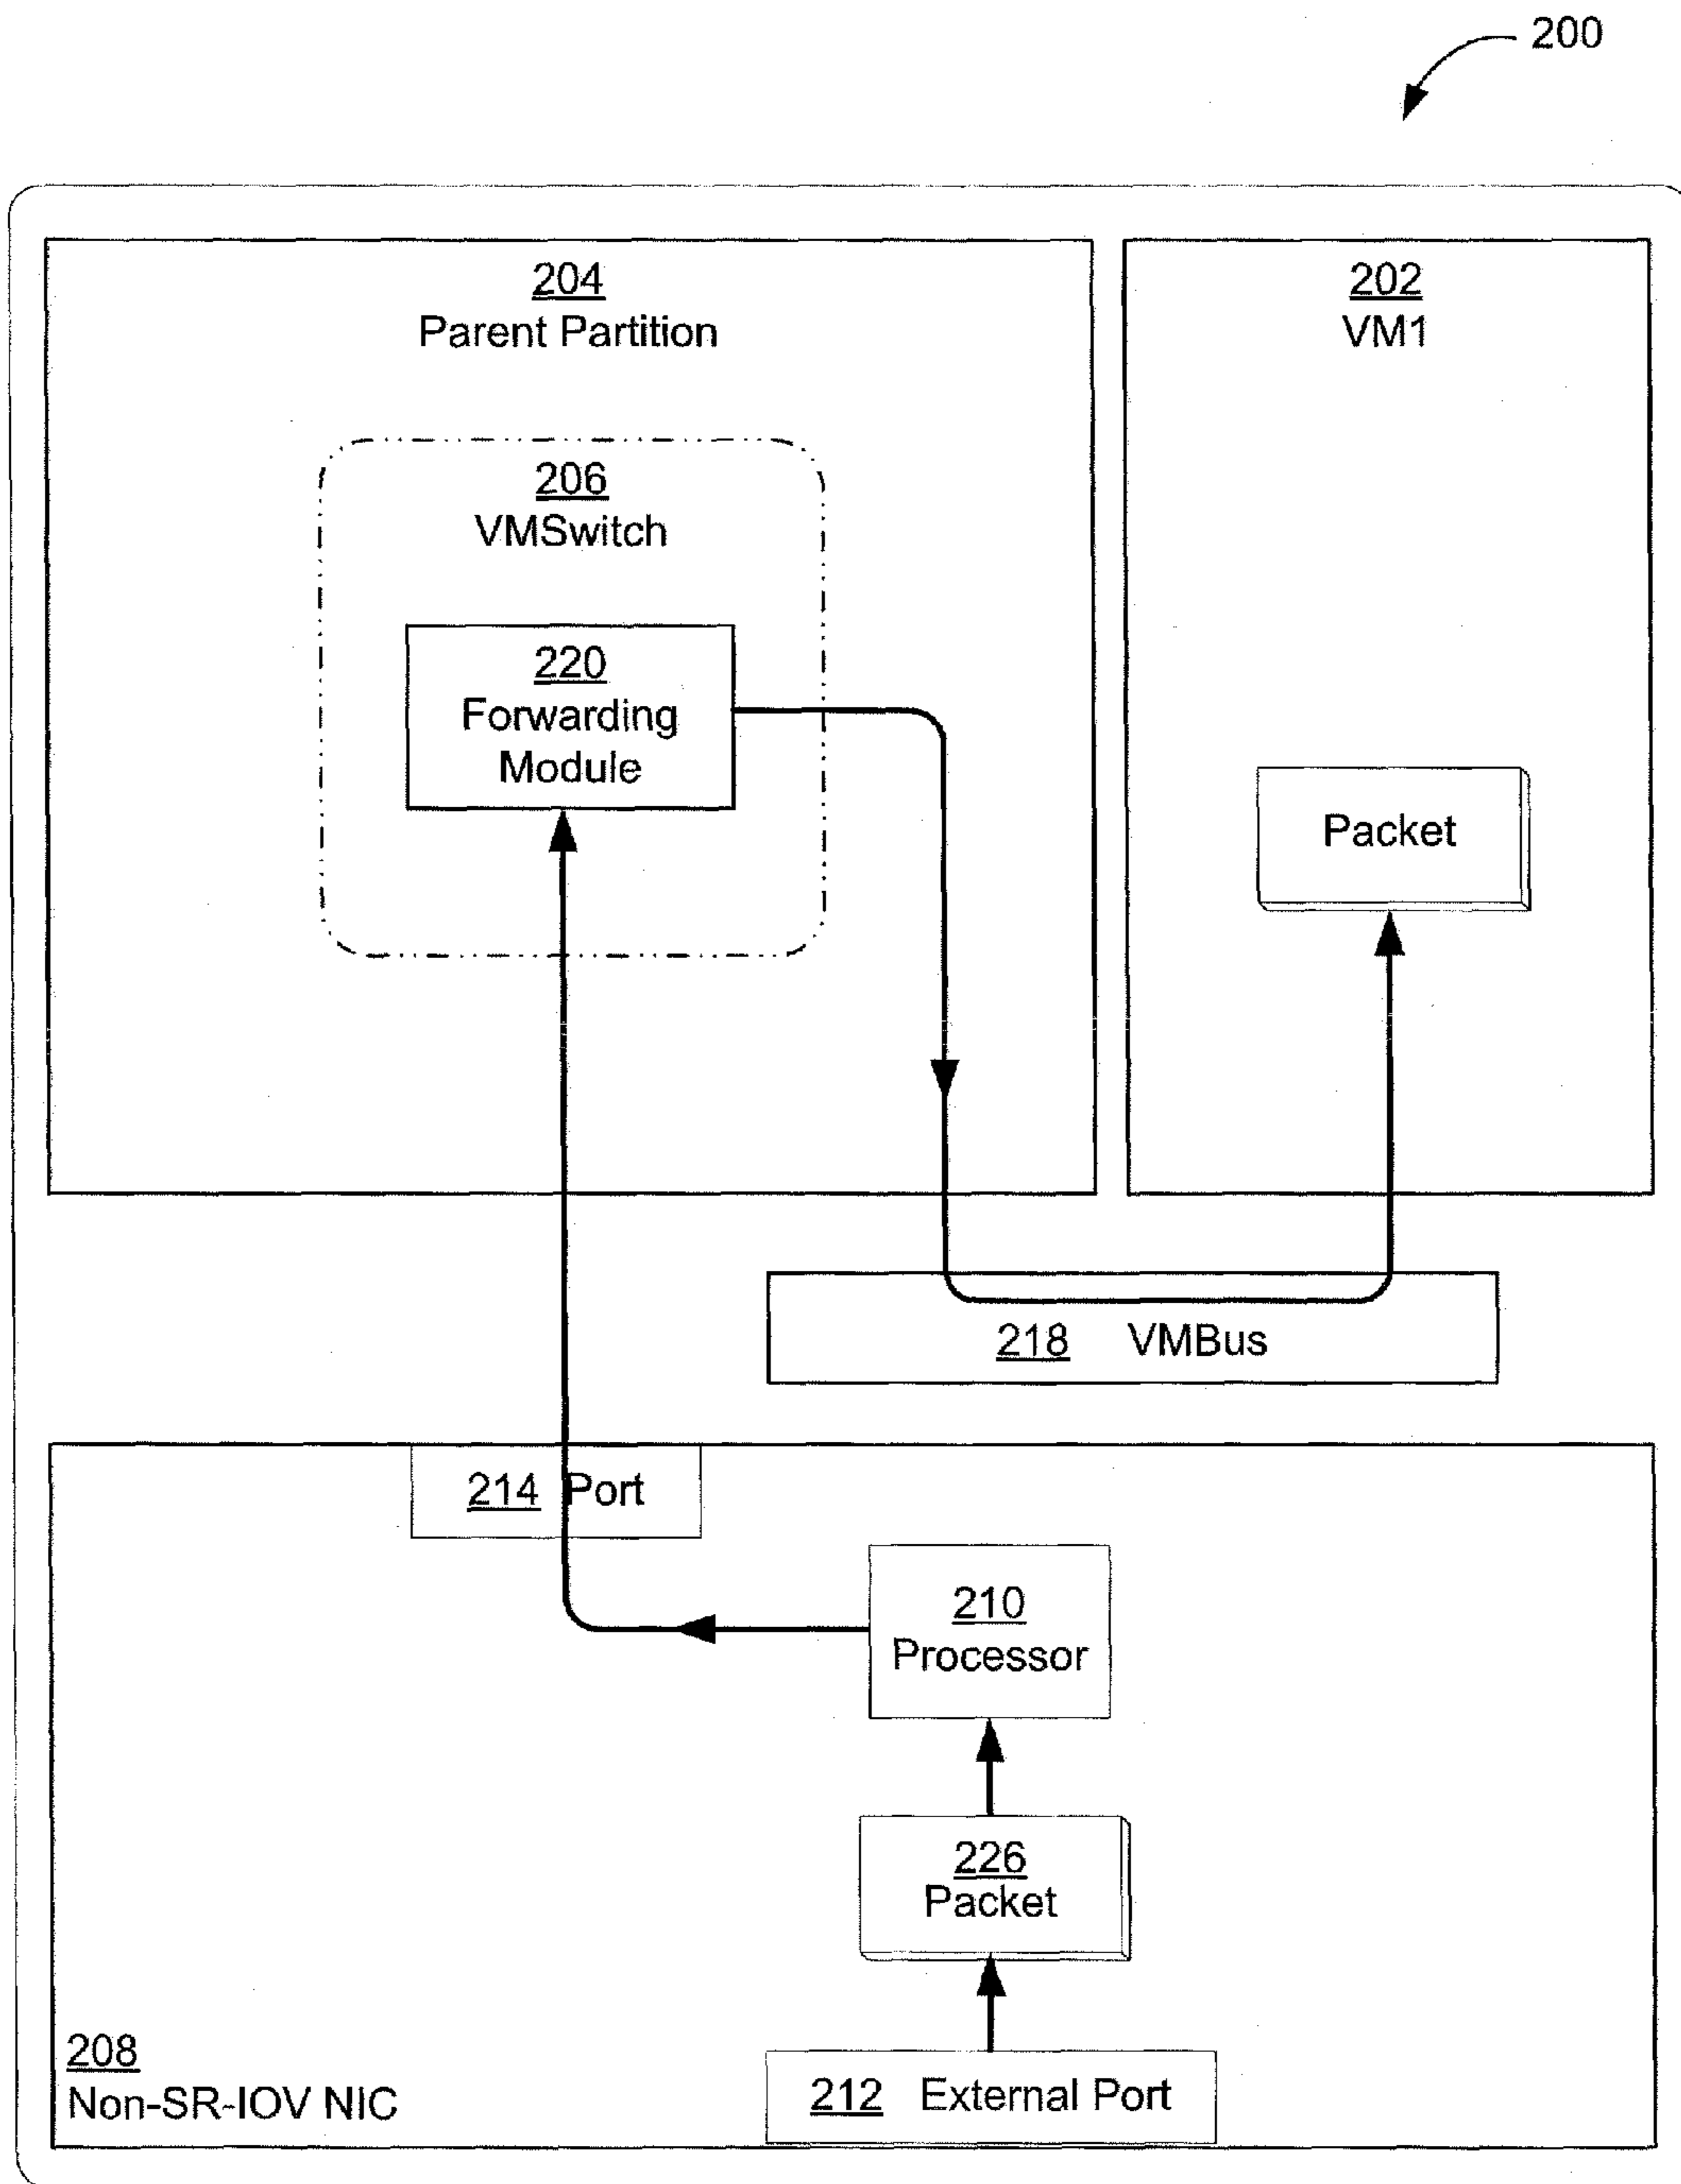 200
204
Parent Partition
202
VM1
206
VMSwitch
220
Forwarding
Module
Packet
218 VMBus
214 Port
210
Processor
226
Packet
208
Non-SR-IOV NIC
212 External Port